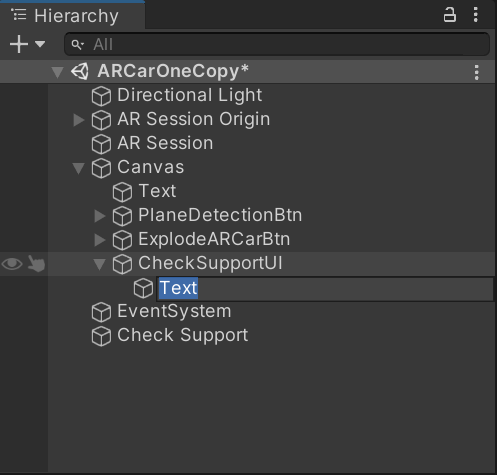 Hierarchy
All
ARCarOneCopy*
Directional Light
AR Session Origin
AR Session
Canvas
Text
PlaneDetectionBtn
ExplodeARCarBtn
CheckSupportUI
Text
EventSystem
Check Support